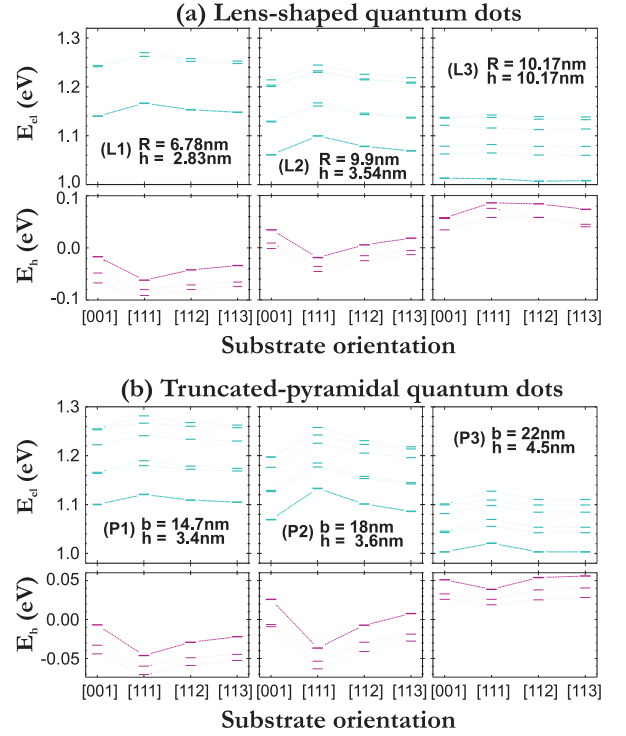 (a) Lens-shaped quantum dots
1.3
1.2
1.1
1.0
E_el (eV)
(L1) R = 6.78nm
h = 2.83nm
(L2) R = 9.9nm
h = 3.54nm
(L3) R = 10.17nm
h = 10.17nm
0.1
0.0
-0.1
E_h (eV)
[001] [111] [112] [113] [001] [111] [112] [113] [001] [111] [112] [113]
Substrate orientation
(b) Truncated-pyramidal quantum dots
1.3
1.2
1.1
1.0
E_el (eV)
(P1) b = 14.7nm
h = 3.4nm
(P2) b = 18nm
h = 3.6nm
(P3) b = 22nm
h = 4.5nm
0.05
0.00
-0.05
E_h (eV)
[001] [111] [112] [113] [001] [111] [112] [113] [001] [111] [112] [113]
Substrate orientation